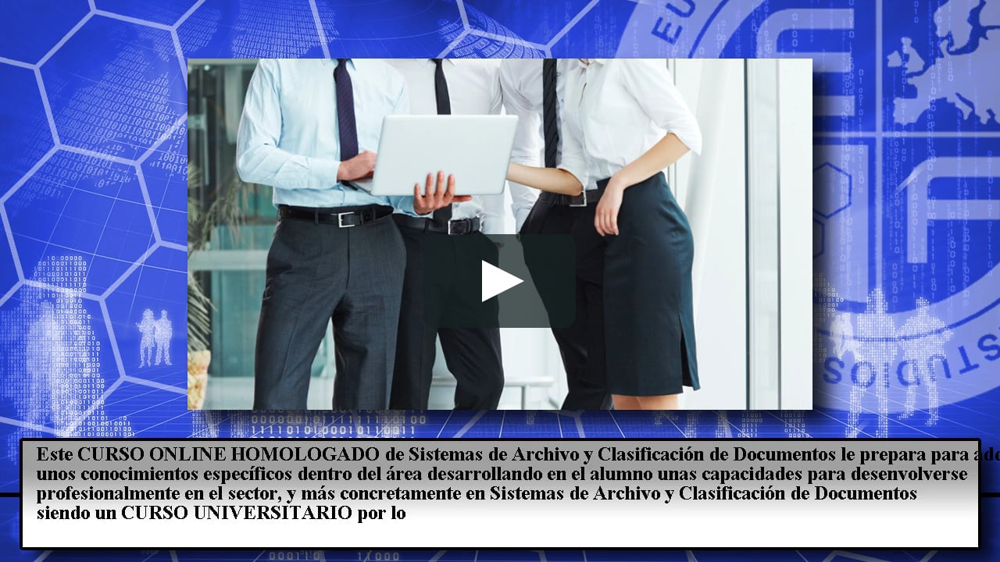 EU
STUDIOS
Este CURSO ONLINE HOMOLOGADO de Sistemas de Archivo y Clasificación de Documentos le prepara para
unos conocimientos específicos dentro del área desarrollando en el alumno unas capacidades para desenvolverse
profesionalmente en el sector, y más concretamente en Sistemas de Archivo y Clasificación de Documentos
siendo un CURSO UNIVERSITARIO por lo